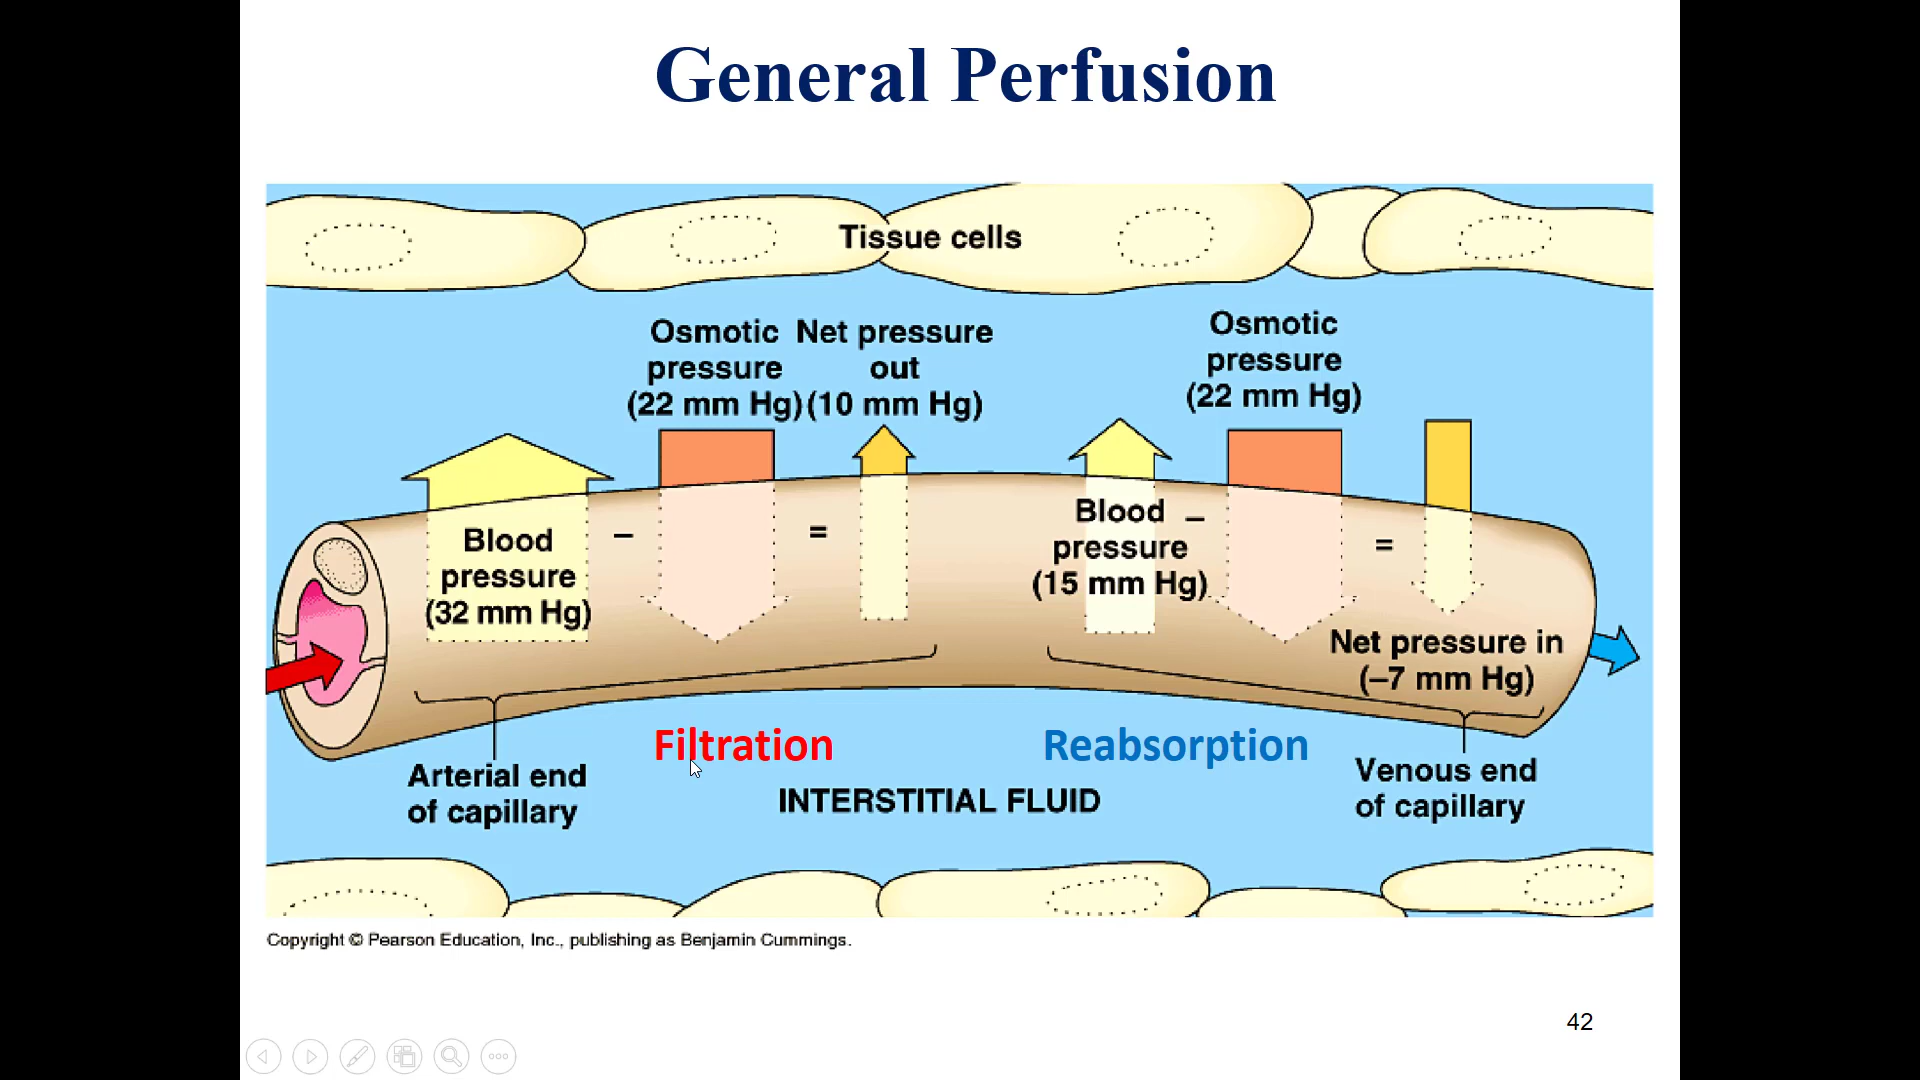 General Perfusion
Tissue cells
Osmotic
pressure
(22 mm Hg)
Net pressure
out
(10 mm Hg)
Osmotic
pressure
(22 mm Hg)
Blood
pressure
(32 mm Hg)
–
=
Blood –
pressure
(15 mm Hg)
=
Net pressure in
(–7 mm Hg)
Filtration
Reabsorption
Arterial end
of capillary
INTERSTITIAL FLUID
Venous end
of capillary
Copyright © Pearson Education, Inc., publishing as Benjamin Cummings.
42